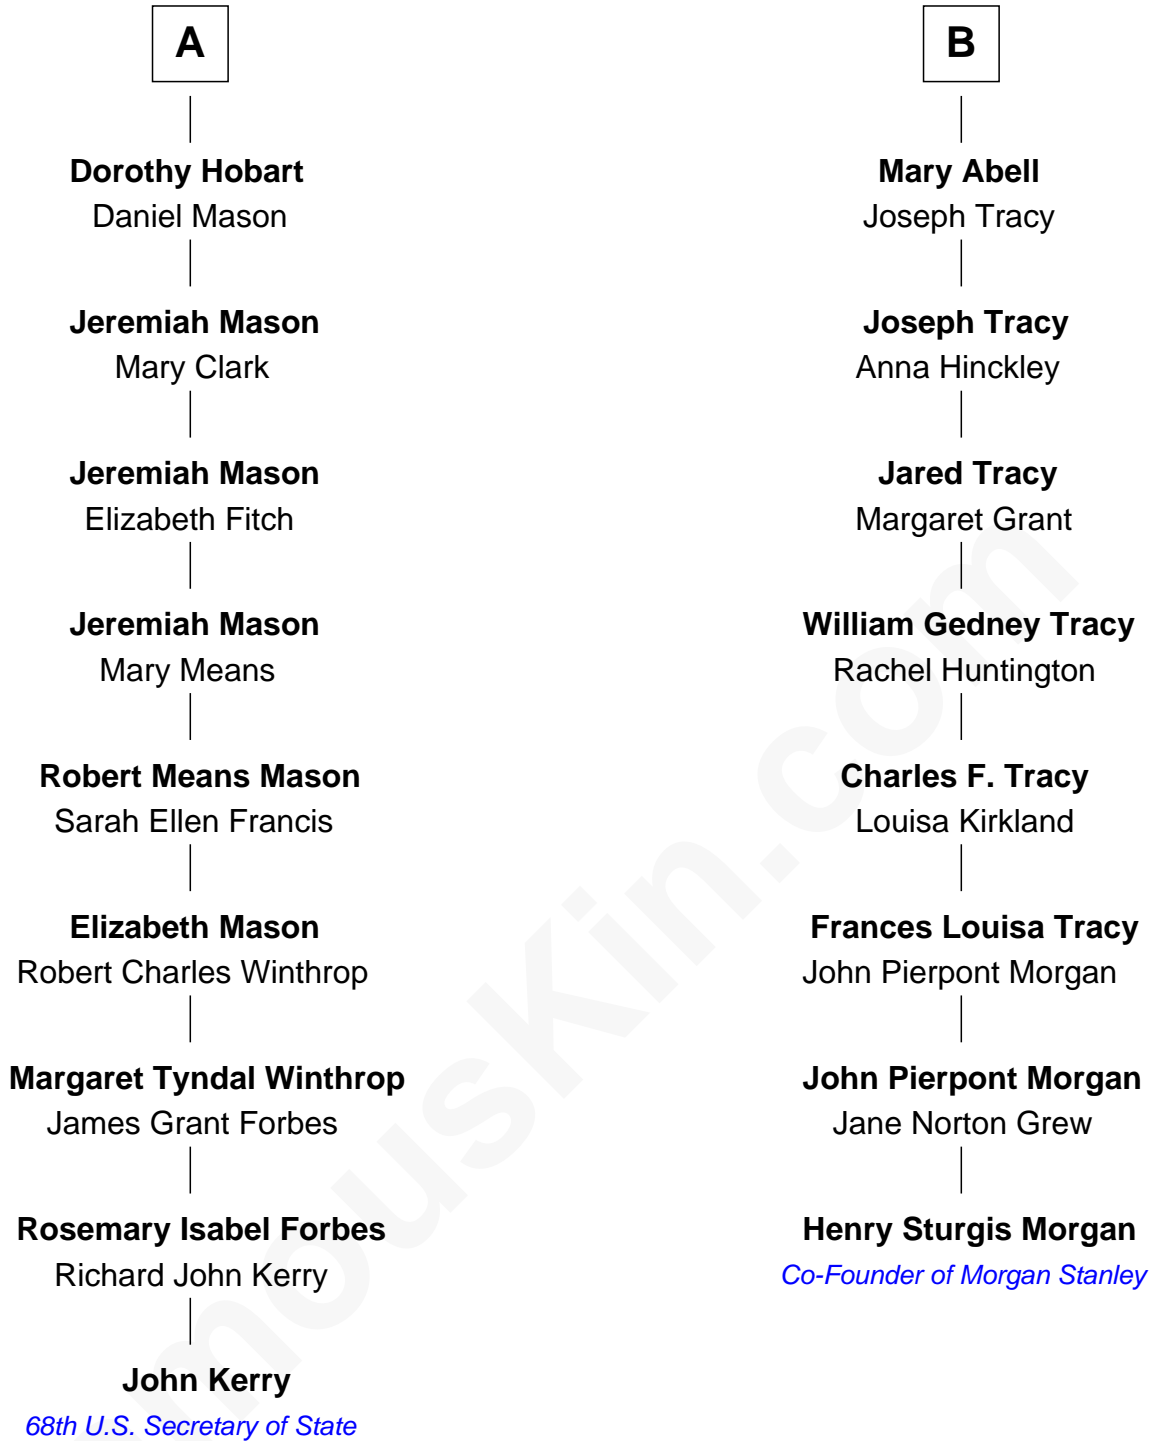 A
Dorothy Hobart
Daniel Mason
Jeremiah Mason
Mary Clark
Jeremiah Mason
Elizabeth Fitch
Jeremiah Mason
Mary Means
Robert Means Mason
Sarah Ellen Francis
Elizabeth Mason
Robert Charles Winthrop
Margaret Tyndal Winthrop
James Grant Forbes
Rosemary Isabel Forbes
Richard John Kerry
John Kerry
68th U.S. Secretary of State
B
Mary Abell
Joseph Tracy
Joseph Tracy
Anna Hinckley
Jared Tracy
Margaret Grant
William Gedney Tracy
Rachel Huntington
Charles F. Tracy
Louisa Kirkland
Frances Louisa Tracy
John Pierpont Morgan
John Pierpont Morgan
Jane Norton Grew
Henry Sturgis Morgan
Co-Founder of Morgan Stanley
mousKin.com